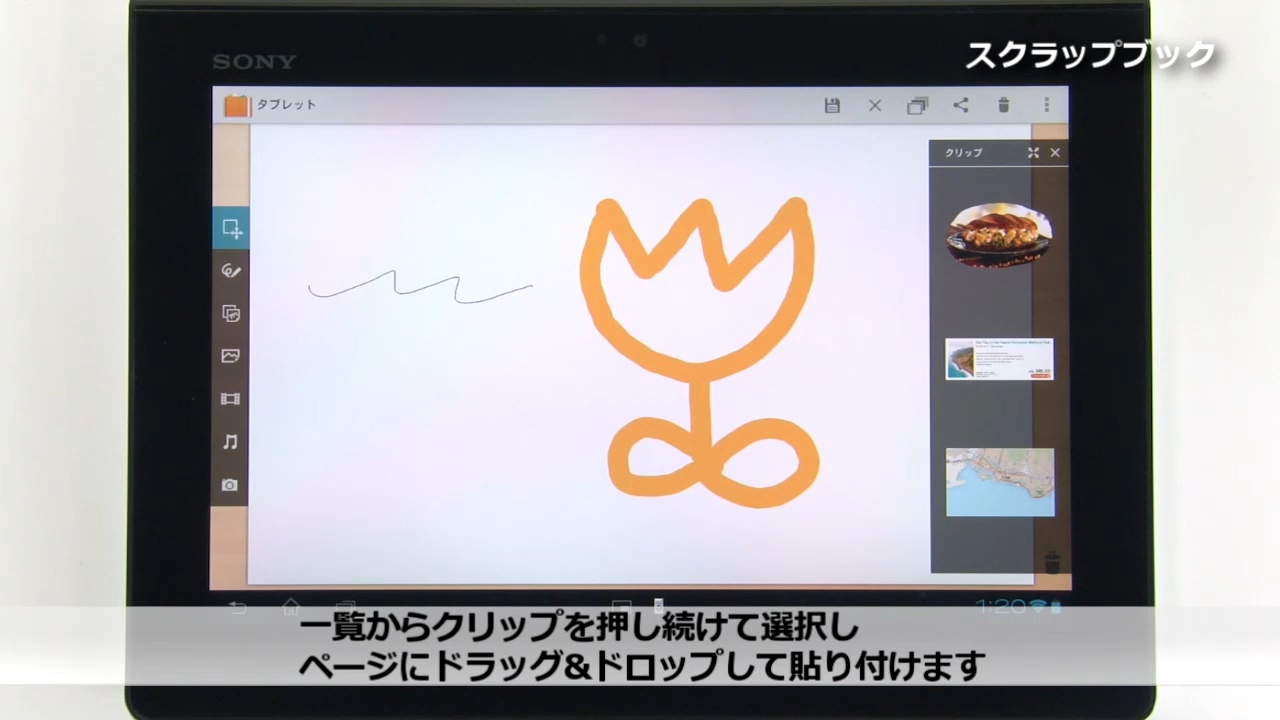 スクラップブック
SONY
タブレット
クリップ
1:20
一覧からクリップを押し続けて選択し
ページにドラッグ&ドロップして貼り付けます